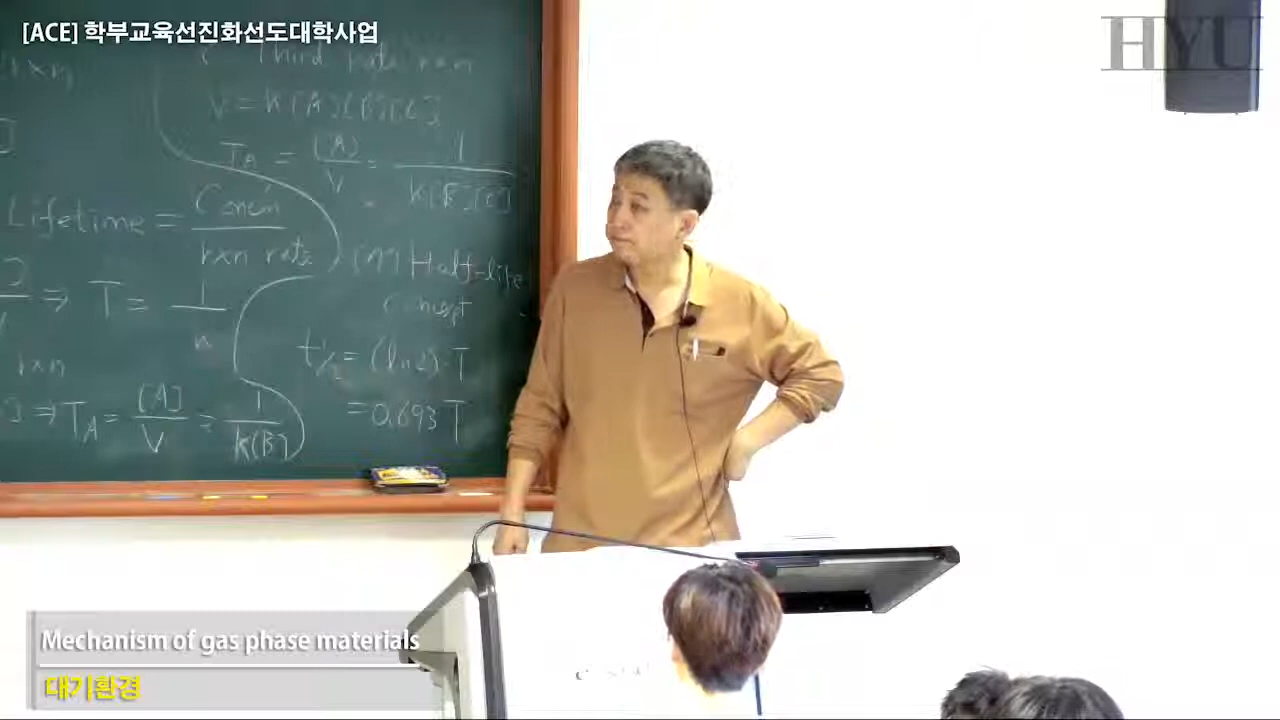 [ACE] 학부교육선진화선도대학사업
HYU
Third rate rxn
V = k[A][B][C]
T_A = [A]/V = 1/k[B][C]
Lifetime = Concn/rxn rate
⇒ T = 1/k
rxn
⇒ T_A = [A]/V = 1/k[B]
Half-life
concept
t1/2 = (ln2)·T
= 0.693 T
Mechanism of gas phase materials
대기환경